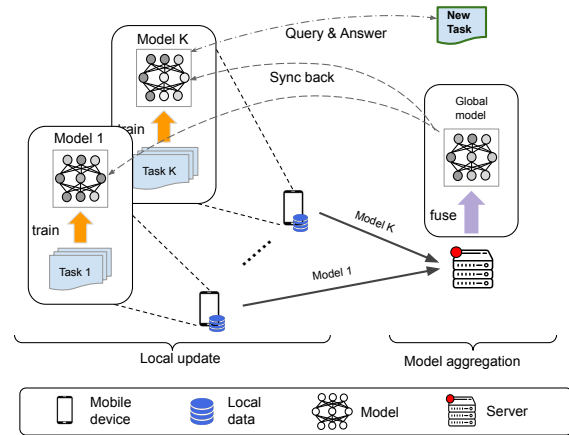 Model K
New
Task
Query & Answer
Sync back
Global
model
Model 1
train
Task K
train
Task 1
fuse
Model K
Model 1
Local update
Model aggregation
Mobile
device
Local
data
Model
Server